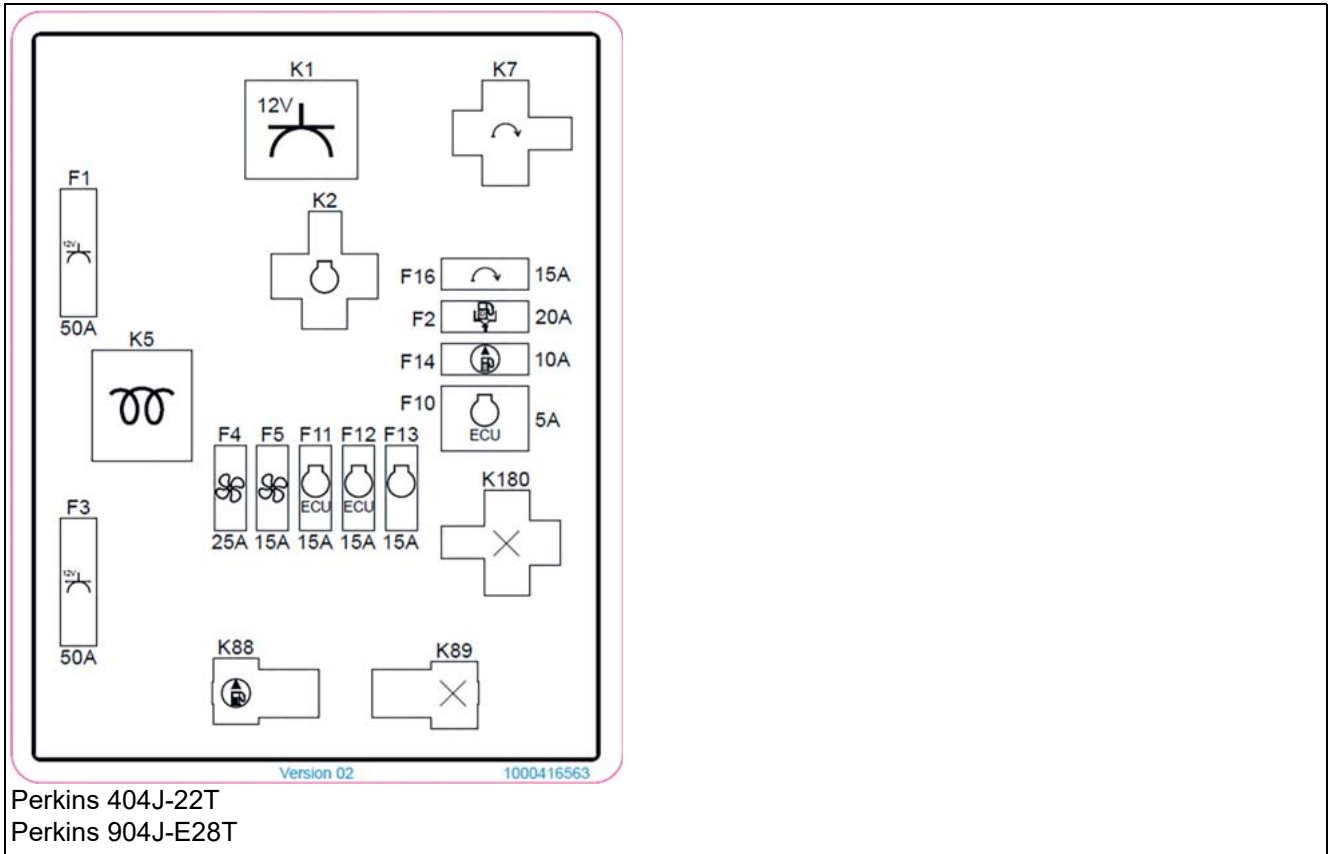 K1
K7
12V
F1
K2
12V
F16
15A
F2
20A
50A
K5
F14
10A
F10
ECU
5A
F4 F5 F11 F12 F13
ECU ECU
25A 15A 15A 15A 15A
K180
F3
12V
50A
K88
K89
Version 02
1000416563
Perkins 404J-22T
Perkins 904J-E28T